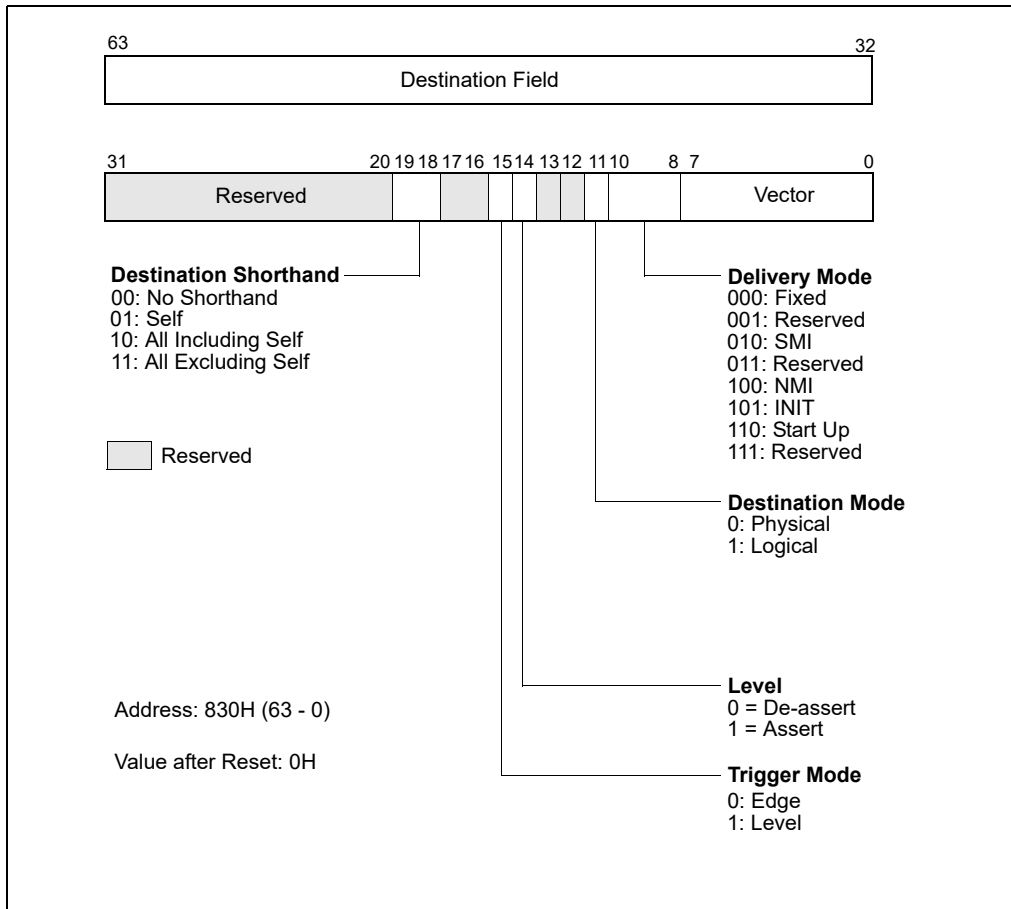 63 32
Destination Field
31 20 19 18 17 16 15 14 13 12 11 10 8 7 0
Reserved Vector
Destination Shorthand
00: No Shorthand
01: Self
10: All Including Self
11: All Excluding Self
Reserved
Delivery Mode
000: Fixed
001: Reserved
010: SMI
011: Reserved
100: NMI
101: INIT
110: Start Up
111: Reserved
Destination Mode
0: Physical
1: Logical
Level
0 = De-assert
1 = Assert
Address: 830H (63 - 0)
Value after Reset: 0H
Trigger Mode
0: Edge
1: Level